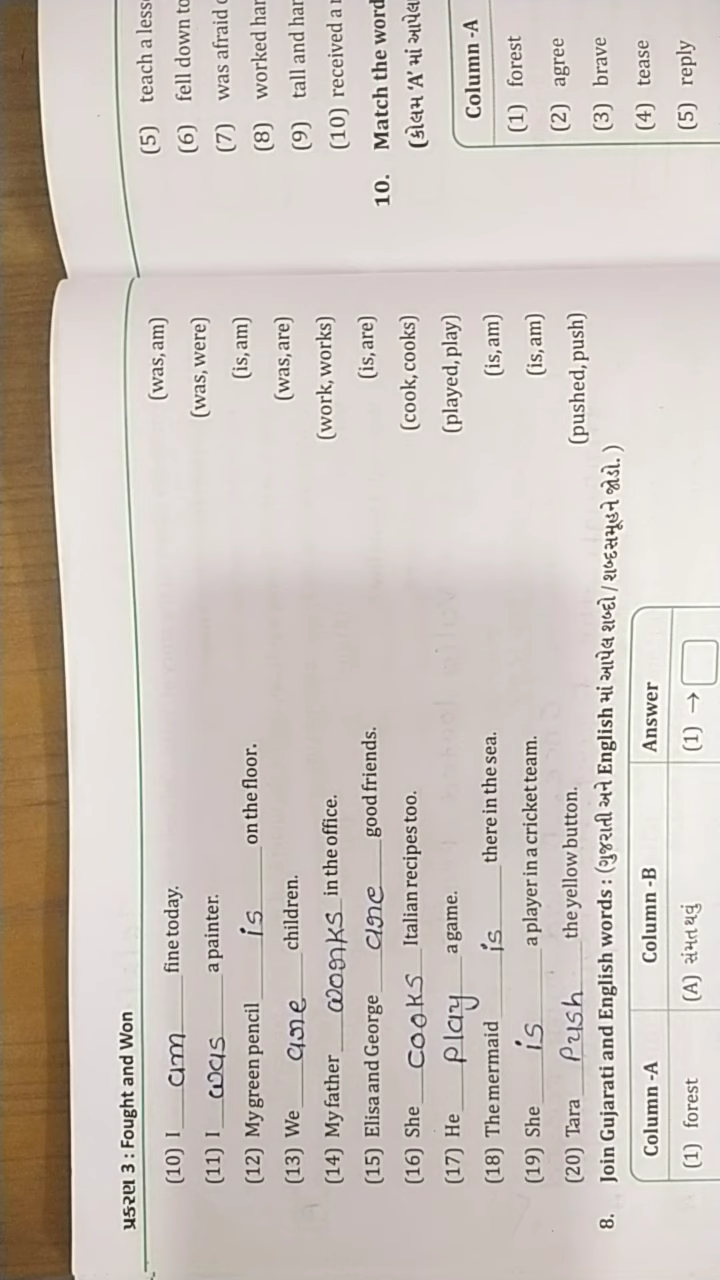 પ્રકરણ 3 : Fought and Won
(10) I am fine today. (was, am)
(11) I was a painter. (was, were)
(12) My green pencil is on the floor. (is, am)
(13) We are children. (was, are)
(14) My father works in the office. (work, works)
(15) Elisa and George are good friends. (is, are)
(16) She cooks Italian recipes too. (cook, cooks)
(17) He play a game. (played, play)
(18) The mermaid is there in the sea. (is, am)
(19) She is a player in a cricket team. (is, am)
(20) Tara push the yellow button. (pushed, push)
8. Join Gujarati and English words : (ગુજરાતી અને English માં આપેલ શબ્દો / શબ્દસમૂહને જોડો. )
Column -A Column -B Answer
(1) forest (A) સંમત થવું (1) →
(5) teach a less
(6) fell down to
(7) was afraid
(8) worked har
(9) tall and har
(10) received a
10. Match the word
(કોલમ 'A' માં આપેલ
Column -A
(1) forest
(2) agree
(3) brave
(4) tease
(5) reply